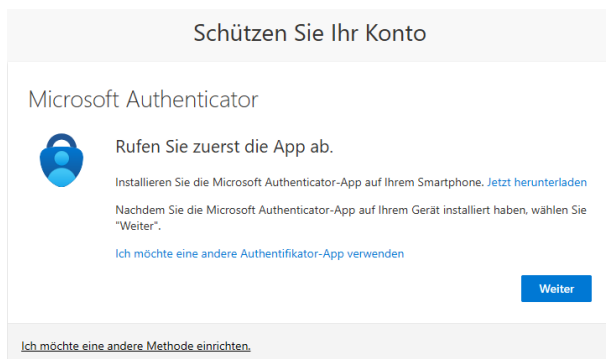 Schützen Sie Ihr Konto
Microsoft Authenticator
Rufen Sie zuerst die App ab.
Installieren Sie die Microsoft Authenticator-App auf Ihrem Smartphone. Jetzt herunterladen
Nachdem Sie die Microsoft Authenticator-App auf Ihrem Gerät installiert haben, wählen Sie
"Weiter".
Ich möchte eine andere Authentifikator-App verwenden
Weiter
Ich möchte eine andere Methode einrichten.